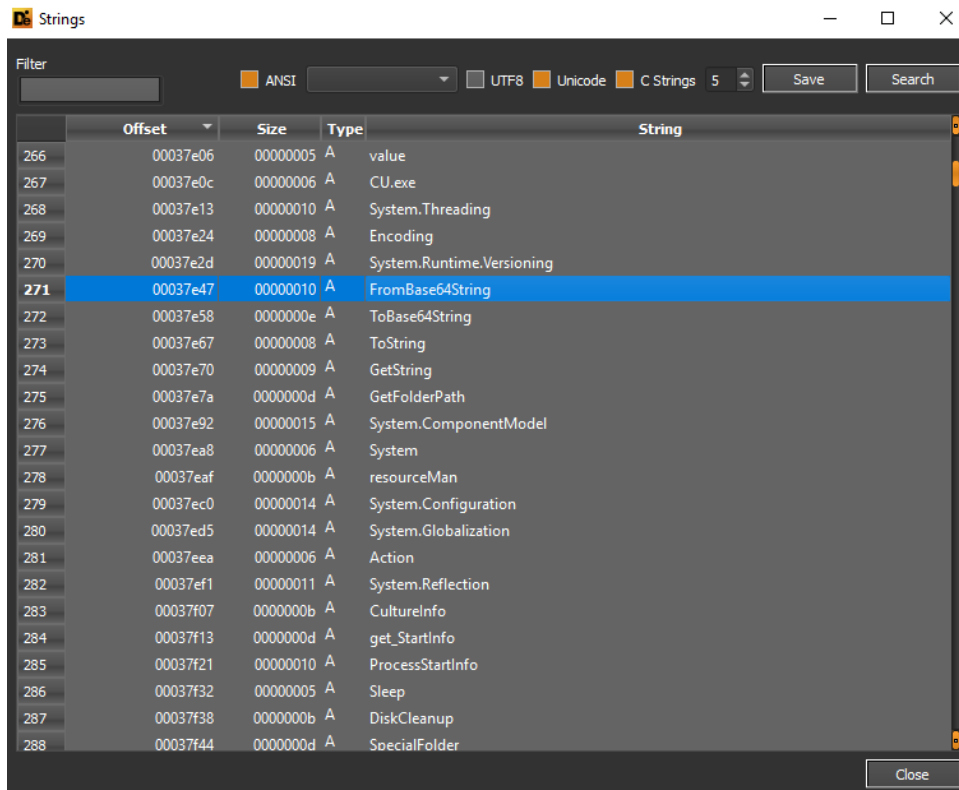 De Strings
Filter
ANSI UTF8 Unicode C Strings 5 Save Search
Offset Size Type String
266 00037e06 00000005 A value
267 00037e0c 00000006 A CU.exe
268 00037e13 00000010 A System.Threading
269 00037e24 00000008 A Encoding
270 00037e2d 00000019 A System.Runtime.Versioning
271 00037e47 00000010 A FromBase64String
272 00037e58 0000000e A ToBase64String
273 00037e67 00000008 A ToString
274 00037e70 00000009 A GetString
275 00037e7a 0000000d A GetFolderPath
276 00037e92 00000015 A System.ComponentModel
277 00037ea8 00000006 A System
278 00037eaf 0000000b A resourceMan
279 00037ec0 00000014 A System.Configuration
280 00037ed5 00000014 A System.Globalization
281 00037eea 00000006 A Action
282 00037ef1 00000011 A System.Reflection
283 00037f07 0000000b A CultureInfo
284 00037f13 0000000d A get_StartInfo
285 00037f21 00000010 A ProcessStartInfo
286 00037f32 00000005 A Sleep
287 00037f38 0000000b A DiskCleanup
288 00037f44 0000000d A SpecialFolder
Close